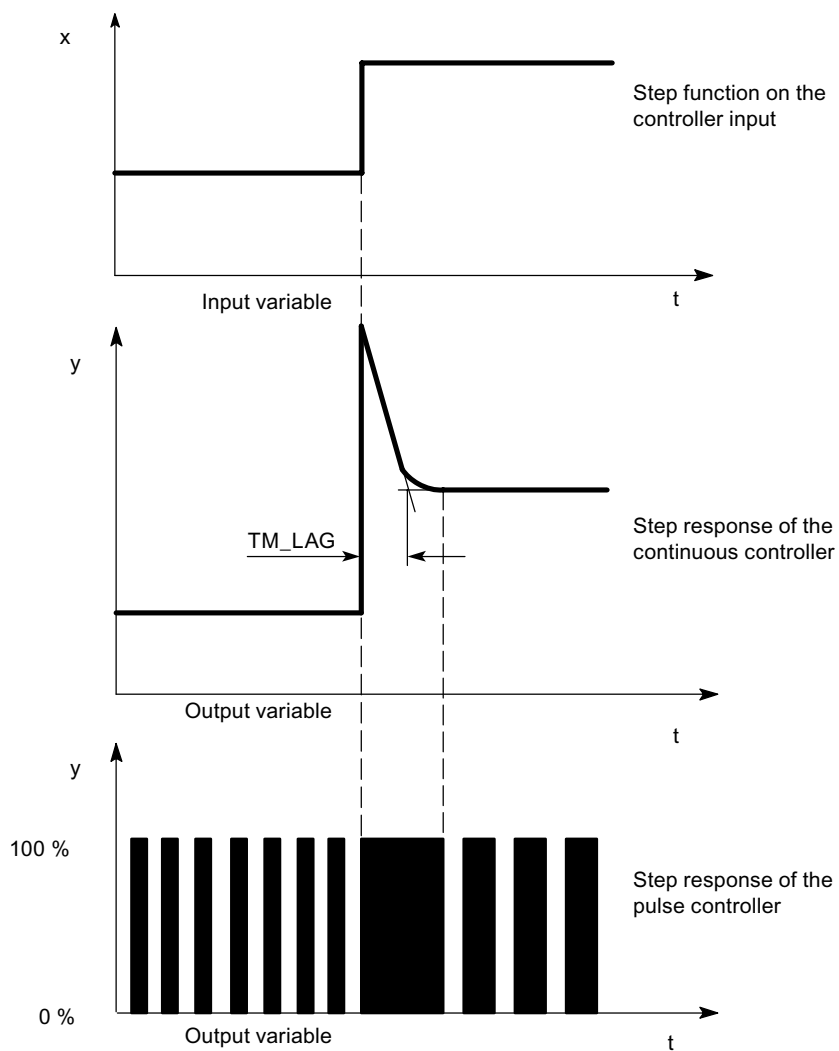 x
Step function on the
controller input
Input variable
t
y
TM_LAG
Step response of the
continuous controller
Output variable
t
y
100 %
Step response of the
pulse controller
0 %
Output variable
t